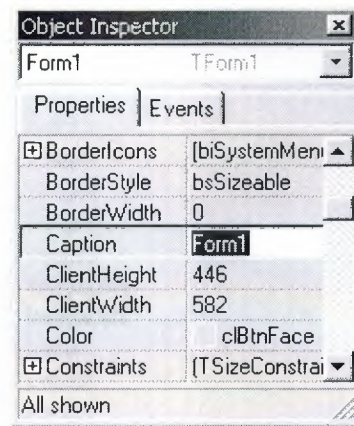 Object Inspector
Form1 TForm1
Properties Events
BorderIcons [biSystemMenu
BorderStyle bsSizeable
BorderWidth 0
Caption Form1
ClientHeight 446
ClientWidth 582
Color clBtnFace
Constraints (TSizeConstrai
All shown